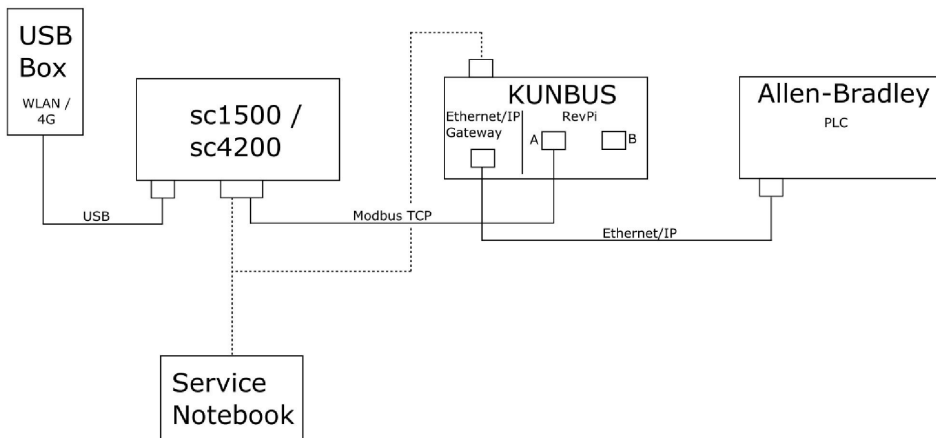 USB
Box
WLAN /
4G
sc1500 /
sc4200
KUNBUS
Ethernet/IP
Gateway
RevPi
A
B
Allen-Bradley
PLC
USB
Modbus TCP
Ethernet/IP
Service
Notebook